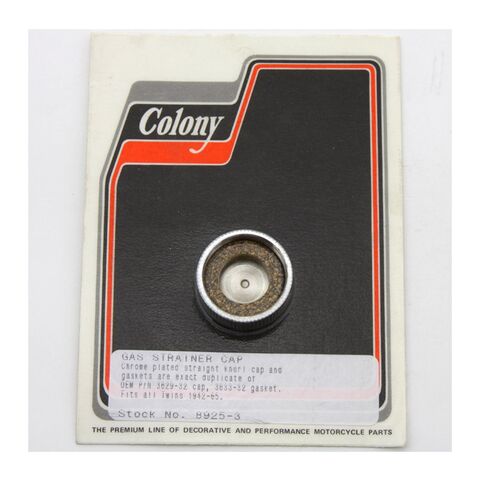 Colony
GAS STRAINER CAP
Chrome plated straight knurl cap and
gaskets are exact duplicate of
OEM P/N 3629-32 cap, 3633-32 gasket.
Fits all Twins 1942-65.
Stock No. 8925-3
THE PREMIUM LINE OF DECORATIVE AND PERFORMANCE MOTORCYCLE PARTS